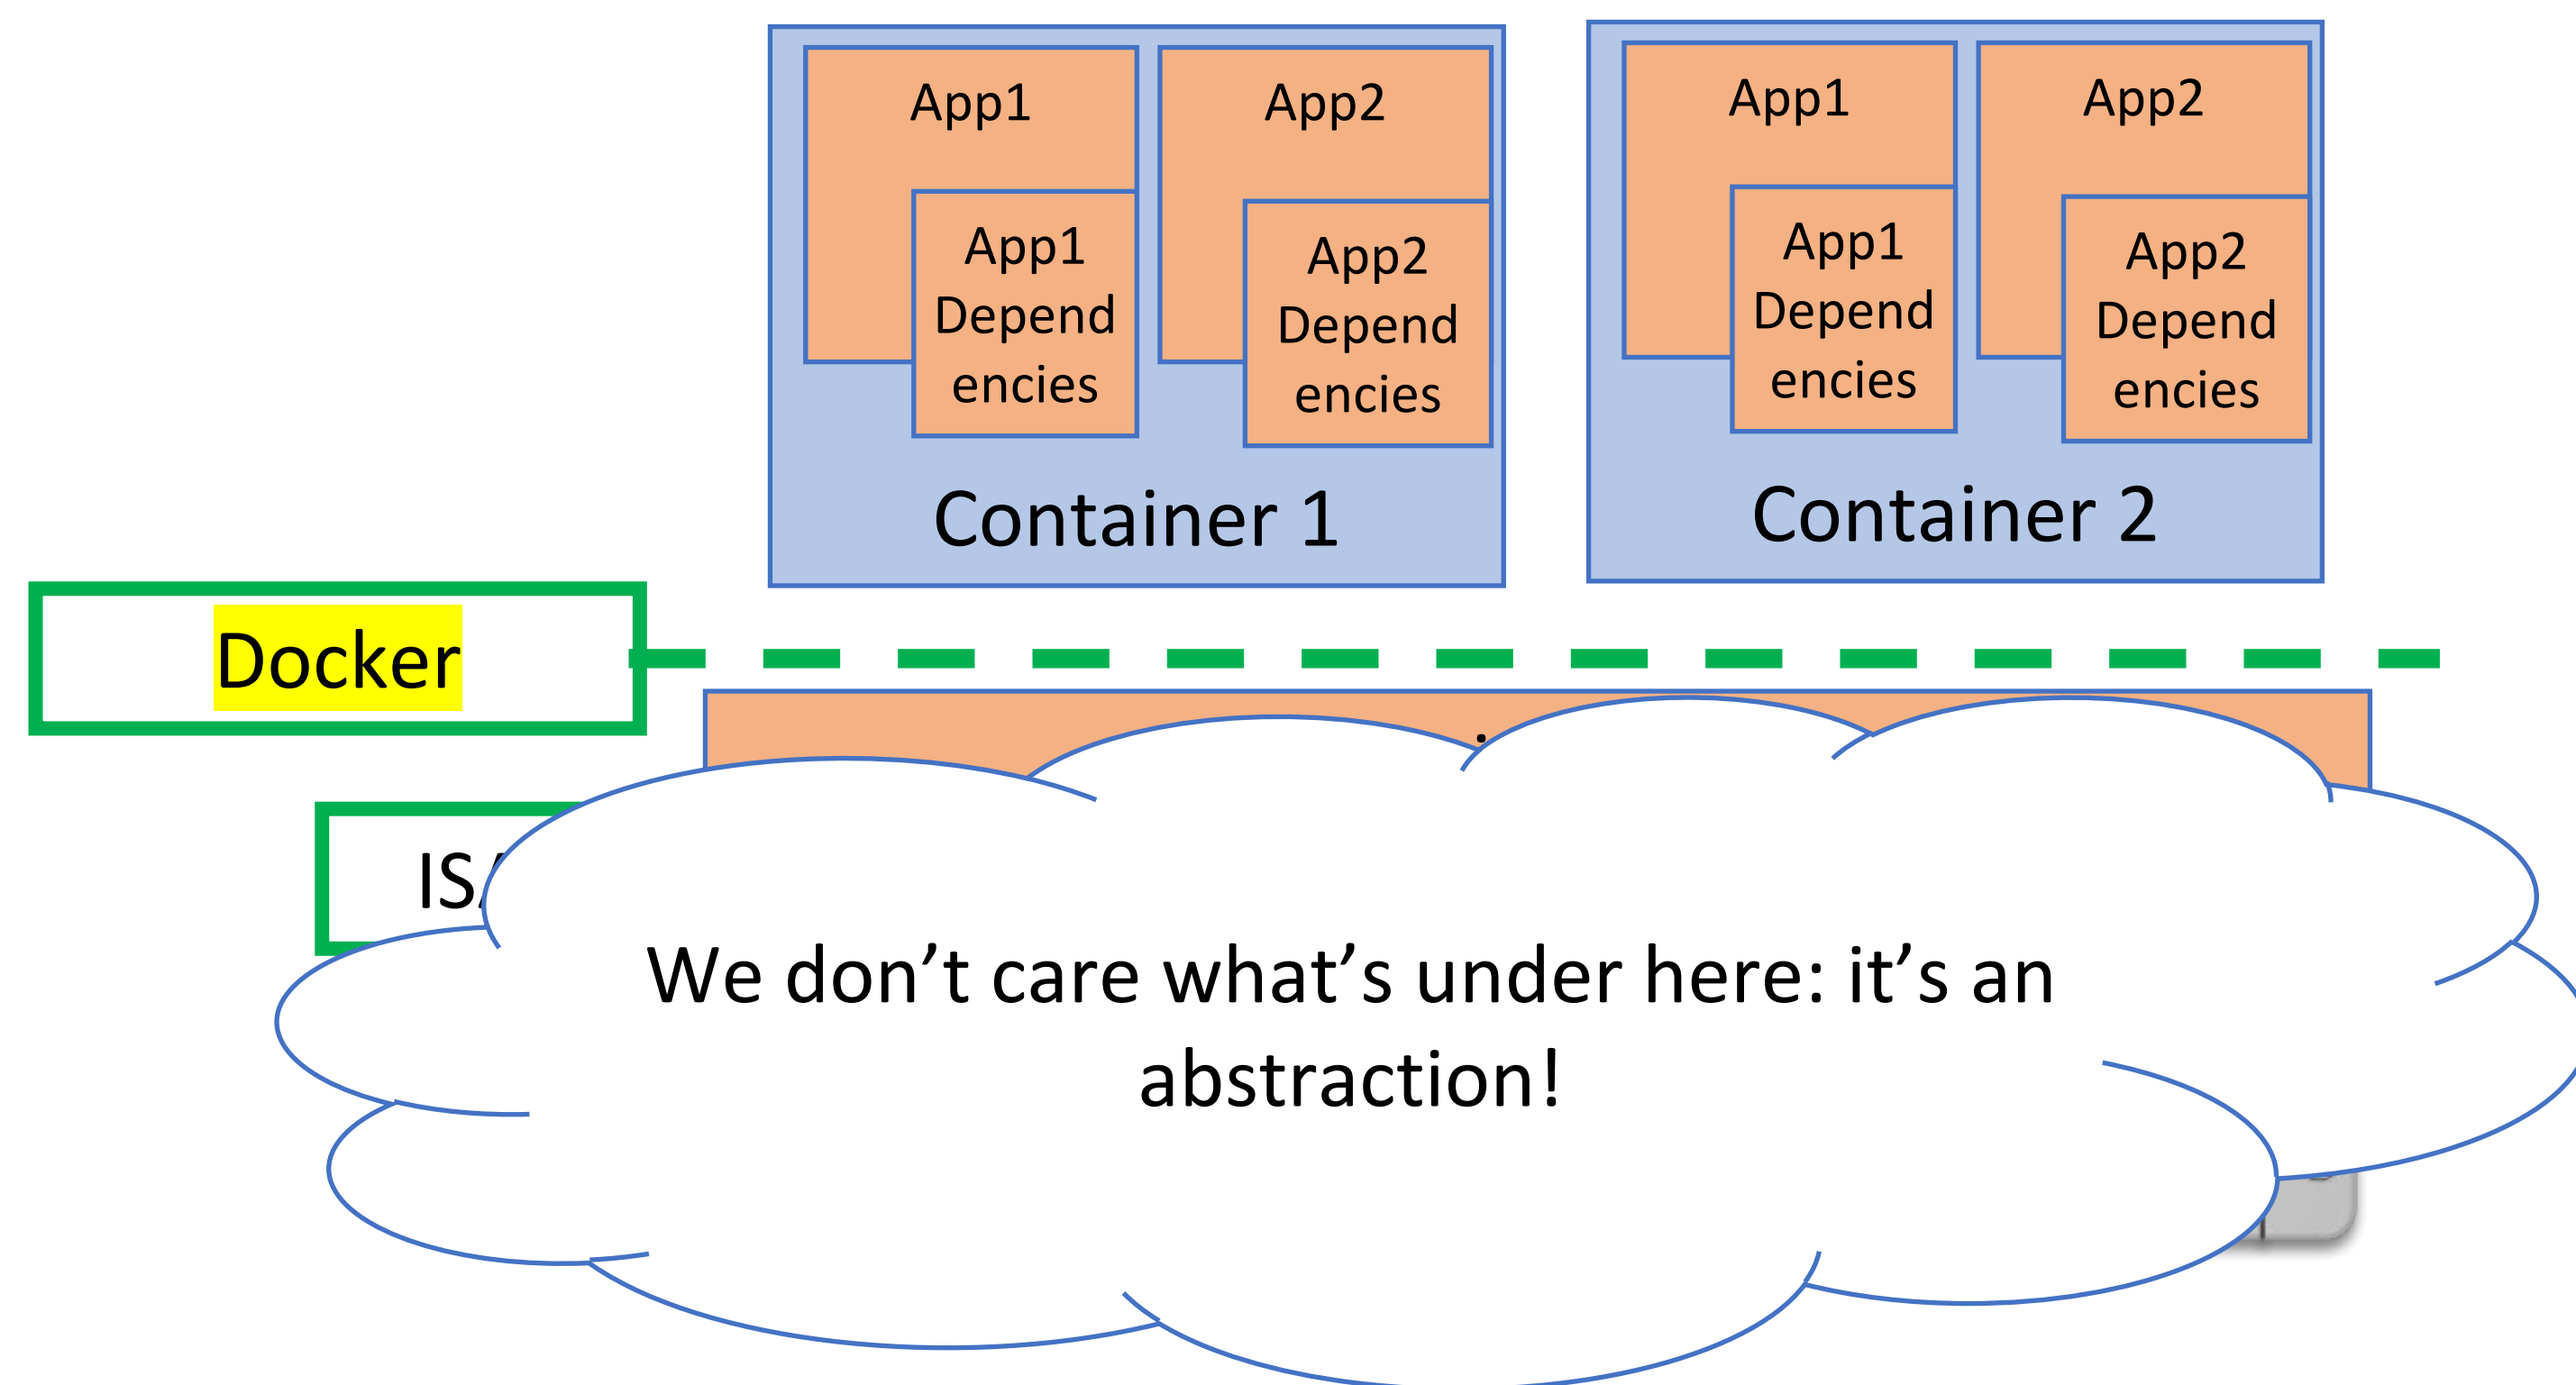 App1
App2
App1
App2
App1
Depend
encies
App2
Depend
encies
App1
Depend
encies
App2
Depend
encies
Container 1
Container 2
Docker
We don’t care what’s under here: it’s an
abstraction!